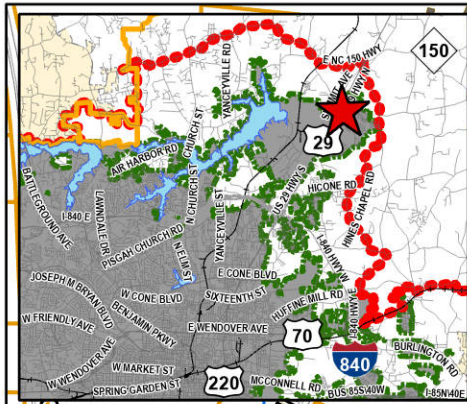 150
E NC 150 HWY
YANCEYVILLE RD
29
N CHURCH ST
CHURCH ST
AIR HARBOR RD
US 29 HWY S
HICONE RD
HINES CHAPEL RD
BATTLEGROUND AVE
I-840 E
LAWNDALE DR
PISGAH CHURCH RD
N ELM ST
YANCEYVILLE ST
I-840 HWY W
E CONE BLVD
SIXTEENTH ST
JOSEPH M BRYAN BLVD
W CONE BLVD
HUFFINE MILL RD
I-840 HWY E
BENJAMIN PKWY
W FRIENDLY AVE
E WENDOVER AVE
70
W WENDOVER AVE
W MARKET ST
840
BURLINGTON RD
220
MCCONNELL RD
SPRING GARDEN ST
BUS 85S\40W
I-85N\40E